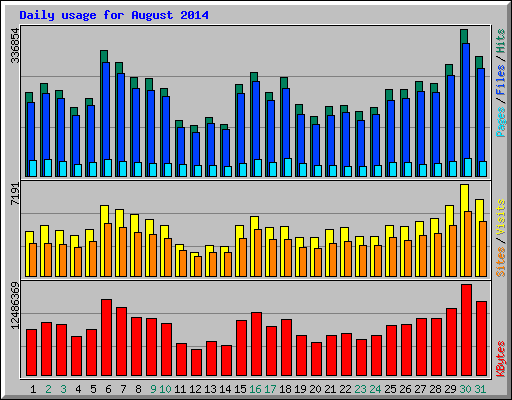 Daily usage for August 2014
336854
Pages / Files / Hits
7191
Sites / Visits
12486369
KBytes
1 2 3 4 5 6 7 8 9 10 11 12 13 14 15 16 17 18 19 20 21 22 23 24 25 26 27 28 29 30 31